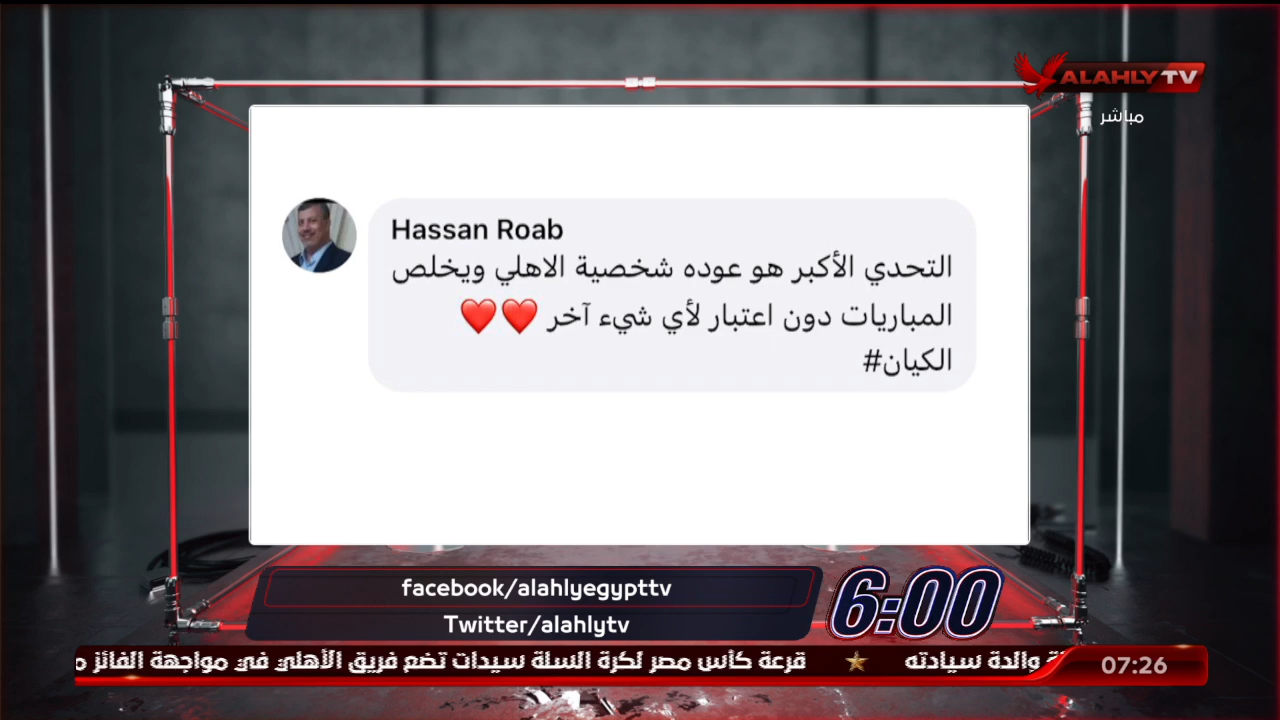 ALAHLY TV
مباشر
Hassan Roab
التحدي الأكبر هو عوده شخصية الاهلي ويخلص
المباريات دون اعتبار لأي شيء آخر ❤️❤️
الكيان#
facebook/alahlyegypttv
Twitter/alahlytv
6:00
والدة سيادته ★ قرعة كأس مصر لكرة السلة سيدات تضع فريق الأهلي في مواجهة الفائز
07:26